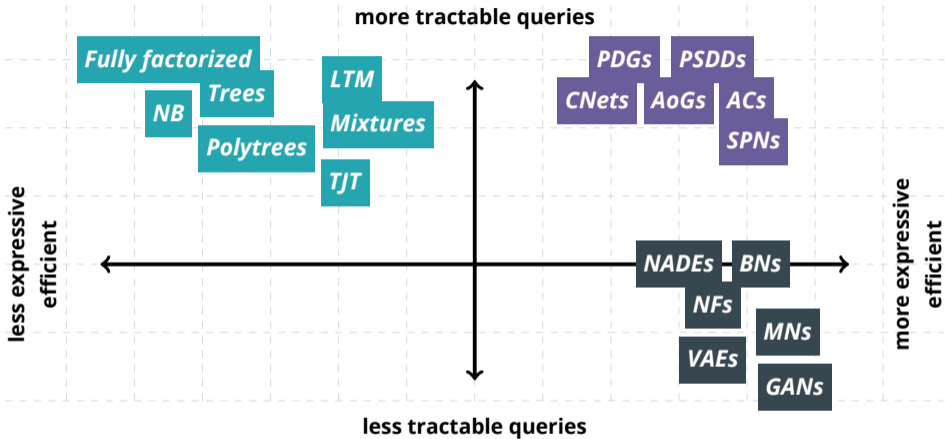 more tractable queries
Fully factorized
Trees
NB
Polytrees
LTM
Mixtures
TJT
PDGs
PSDDs
CNets
AoGs
ACs
SPNs
less expressive
efficient
more expressive
efficient
NADEs
BNs
NFs
MNs
VAEs
GANs
less tractable queries